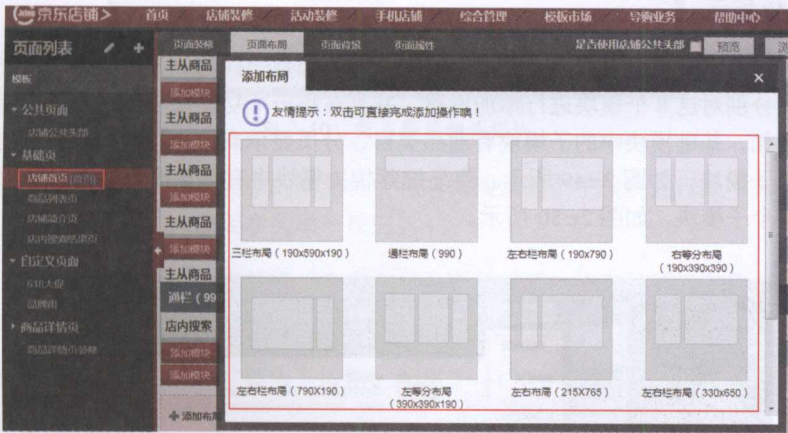 京东店铺>
首页 店铺装修 活动装修 手机店铺 综合管理 模板市场 导购业务 帮助中心
页面列表
页面装修 页面布局 页面背景 页面属性 是否使用店铺公共头部 预览
模板
公共页面
店铺公共头部
基础页
店铺首页(首页)
商品列表页
店铺简介页
店内搜索结果页
自定义页面
618大促
品牌街
商品详情页
商品详情页装修
主从商品
添加模块
主从商品
添加模块
主从商品
添加模块
主从商品
添加模块
主从商品
通栏(99
店内搜索
添加模块
添加模块
添加布局
添加布局
×
友情提示:双击可直接完成添加操作噢!
三栏布局(190x590x190)
通栏布局(990)
左右栏布局(190x790)
右等分布局
(190x390x390)
左右栏布局(790X190)
左等分布局
(390x390x190)
左右布局(215X765)
左右栏布局(330x650)